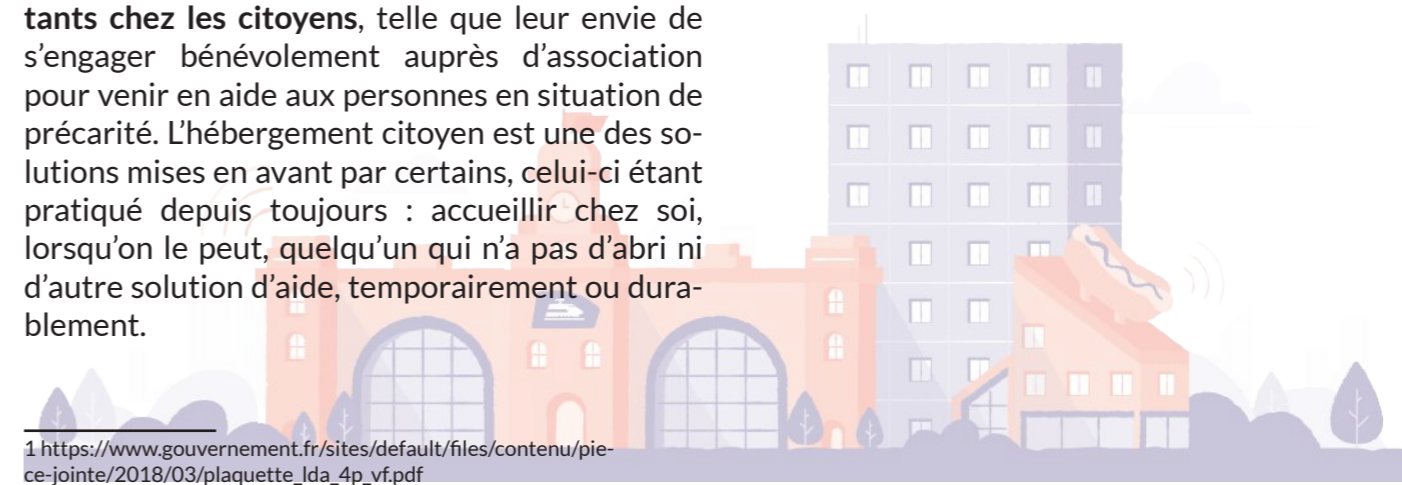 tants chez les citoyens, telle que leur envie de
s’engager bénévolement auprès d’association
pour venir en aide aux personnes en situation de
précarité. L’hébergement citoyen est une des so-
lutions mises en avant par certains, celui-ci étant
pratiqué depuis toujours : accueillir chez soi,
lorsqu’on le peut, quelqu’un qui n’a pas d’abri ni
d’autre solution d’aide, temporairement ou dura-
blement.
1 https://www.gouvernement.fr/sites/default/files/contenu/pie-
ce-jointe/2018/03/plaquette_lda_4p_vf.pdf